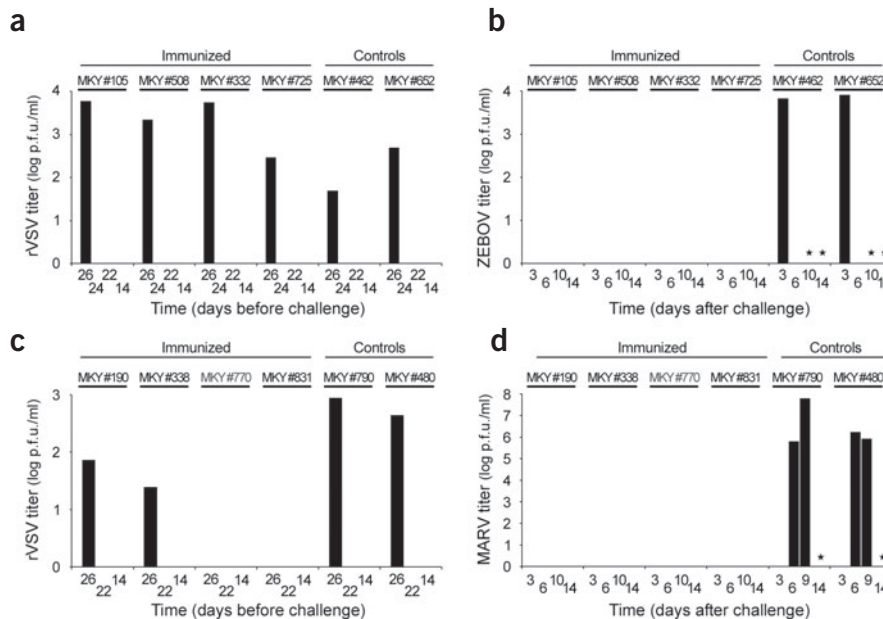 a
Immunized Controls
MKY#105 MKY#508 MKY#332 MKY#725 MKY#462 MKY#652
rVSV titer (log p.f.u./ml)
4
3
2
1
0
26 22 26 22 26 22 26 22 26 22 26 22
24 14 24 14 24 14 24 14 24 14 24 14
Time (days before challenge)
b
Immunized Controls
MKY#105 MKY#508 MKY#332 MKY#725 MKY#462 MKY#652
ZEBOV titer (log p.f.u./ml)
4
3
2
1
0
* * * *
3 6 10 14 3 6 10 14 3 6 10 14 3 6 10 14 3 6 10 14 3 6 10
Time (days after challenge)
c
Immunized Controls
MKY#190 MKY#338 MKY#770 MKY#831 MKY#790 MKY#480
rVSV titer (log p.f.u./ml)
3
2
1
0
26 14 26 14 26 14 26 14 26 14 26 14
22 22 22 22 22 22
Time (days before challenge)
d
Immunized Controls
MKY#190 MKY#338 MKY#770 MKY#831 MKY#790 MKY#480
MARV titer (log p.f.u./ml)
8
7
6
5
4
3
2
1
0
* *
3 6 10 14 3 6 10 14 3 6 10 14 3 6 10 14 3 6 9 14 3 6 9 14
Time (days after challenge)